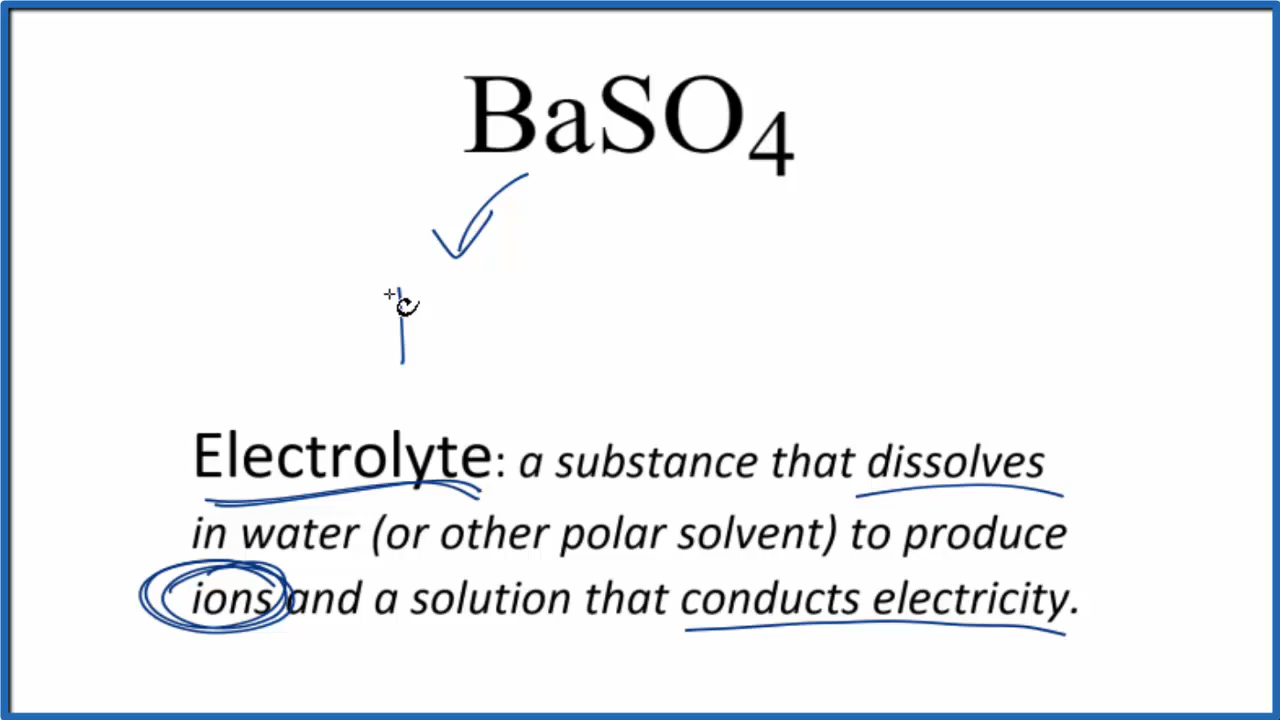 BaSO₄
Electrolyte: a substance that dissolves
in water (or other polar solvent) to produce
ions and a solution that conducts electricity.